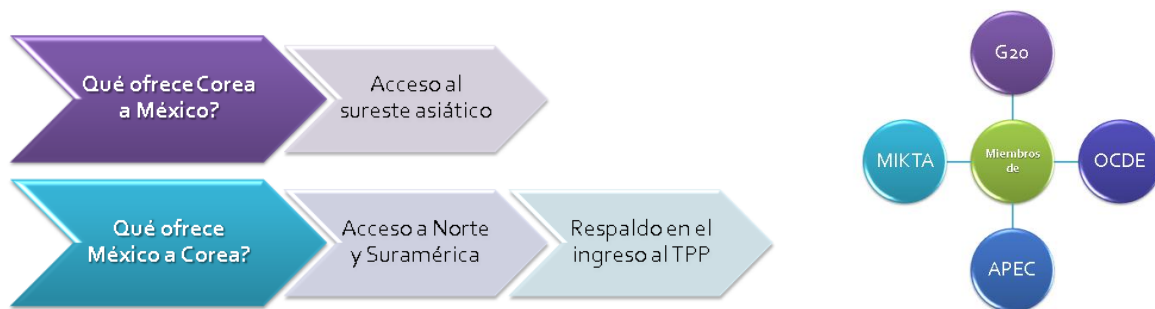 Qué ofrece Corea
a México?
Acceso al
sureste asiático
Qué ofrece
México a Corea?
Acceso a Norte
y Suramérica
Respaldo en el
ingreso al TPP
G20
MIKTA
Miembros
de
OCDE
APEC